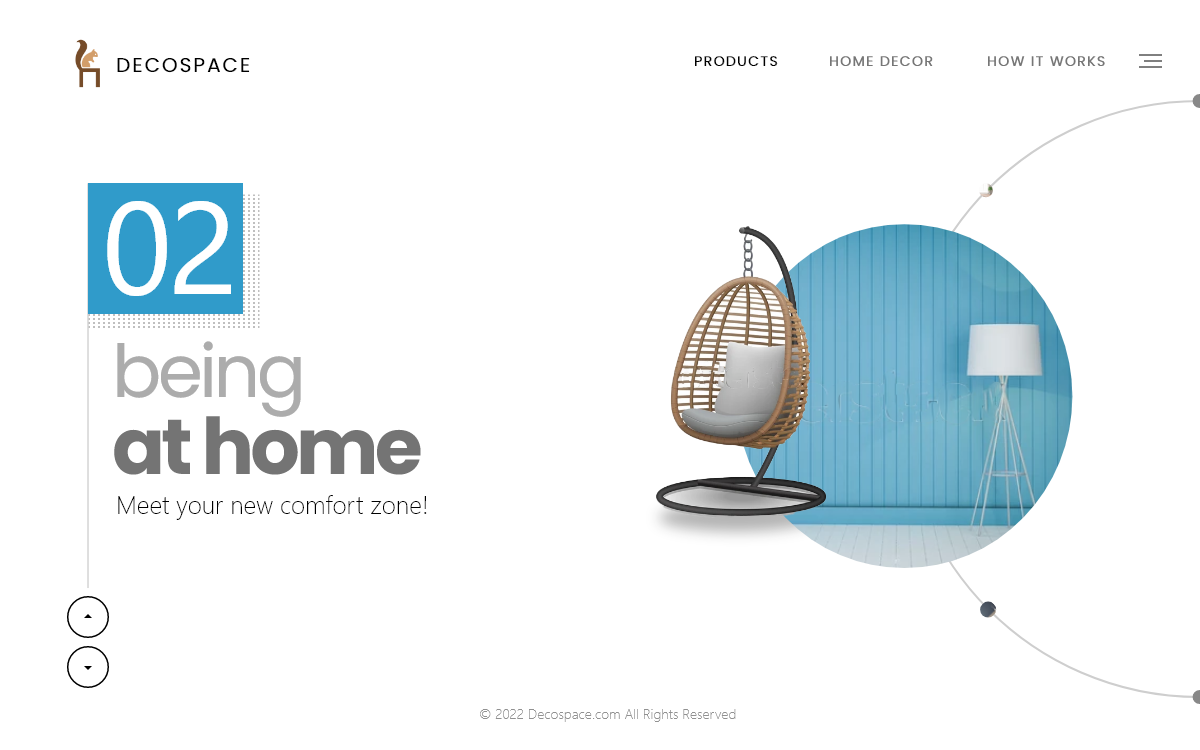 DECOSPACE
PRODUCTS
HOME DECOR
HOW IT WORKS
02
being
at home
Meet your new comfort zone!
© 2022 Decospace.com All Rights Reserved